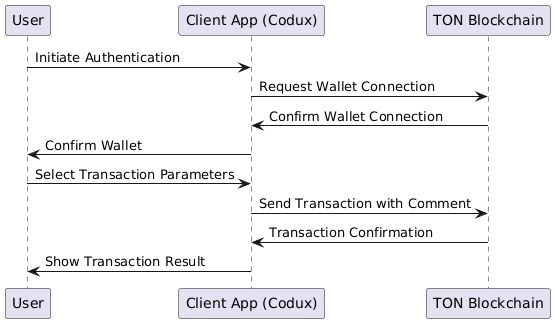 User
Client App (Codux)
TON Blockchain
Initiate Authentication
Request Wallet Connection
Confirm Wallet Connection
Confirm Wallet
Select Transaction Parameters
Send Transaction with Comment
Transaction Confirmation
Show Transaction Result
User
Client App (Codux)
TON Blockchain